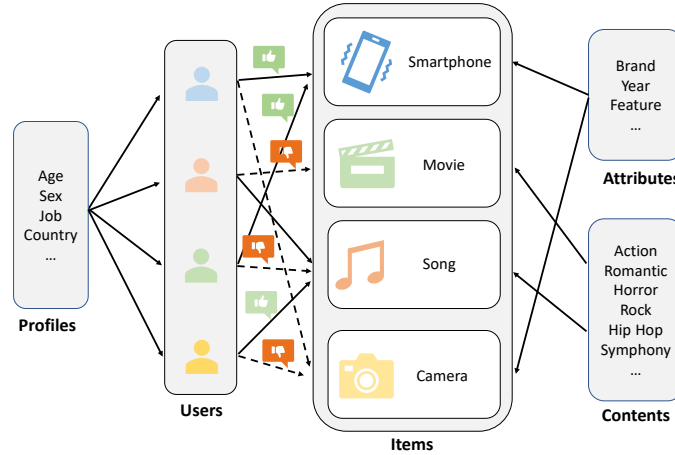 Age
Sex
Job
Country
...
Profiles
Users
Smartphone
Movie
Song
Camera
Items
Brand
Year
Feature
...
Attributes
Action
Romantic
Horror
Rock
Hip Hop
Symphony
...
Contents